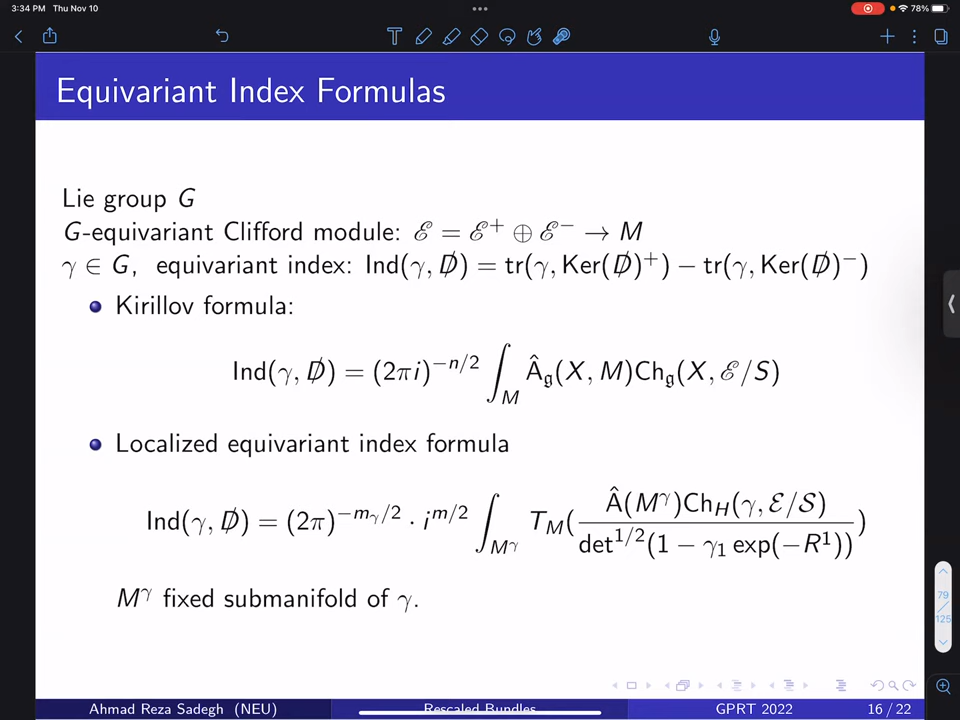 3:34 PM Thu Nov 10
78%
Equivariant Index Formulas
Lie group G
G-equivariant Clifford module: ℰ = ℰ⁺ ⊕ ℰ⁻ → M
γ ∈ G, equivariant index: Ind(γ, D̸) = tr(γ, Ker(D̸)⁺) − tr(γ, Ker(D̸)⁻)
Kirillov formula:
Ind(γ, D̸) = (2πi)^{−n/2} ∫_M Â_𝔤(X, M)Ch_𝔤(X, ℰ/S)
Localized equivariant index formula
Ind(γ, D̸) = (2π)^{−m_γ/2} · i^{m/2} ∫_{M^γ} T_M( Â(M^γ)Ch_H(γ, ℰ/𝒮) / det^{1/2}(1 − γ₁ exp(−R¹)) )
M^γ fixed submanifold of γ.
79
/
125
Ahmad Reza Sadegh (NEU) Rescaled Bundles GPRT 2022 16 / 22